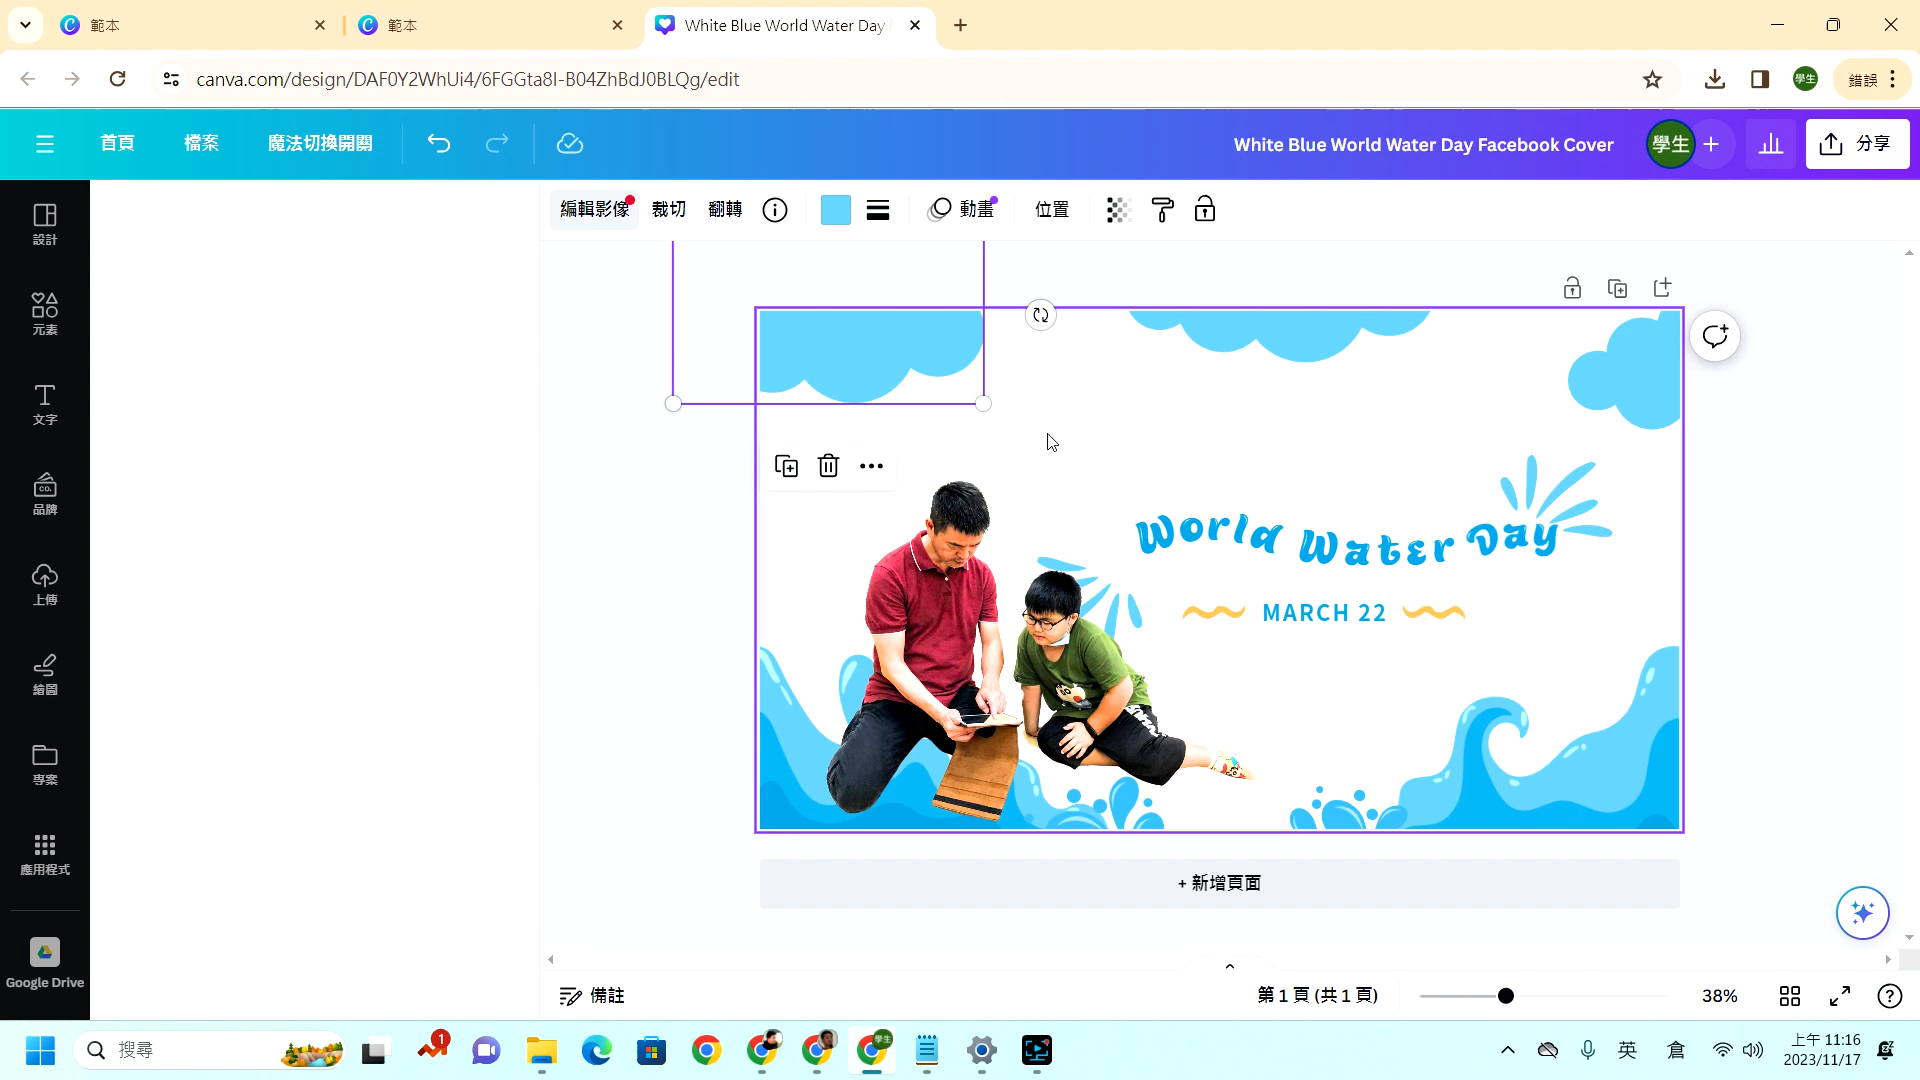 範本
範本
White Blue World Water Day
canva.com/design/DAF0Y2WhUi4/6FGGta8I-B04ZhBdJ0BLQg/edit
學生
錯誤
首頁
檔案
魔法切換開關
White Blue World Water Day Facebook Cover
學生
分享
設計
元素
文字
CO.
品牌
上傳
繪圖
專案
應用程式
Google Drive
編輯影像
裁切
翻轉
動畫
位置
World Water Day
MARCH 22
+ 新增頁面
備註
第 1 頁 (共 1 頁)
38%
搜尋
1
學生
英
倉
上午 11:16
2023/11/17